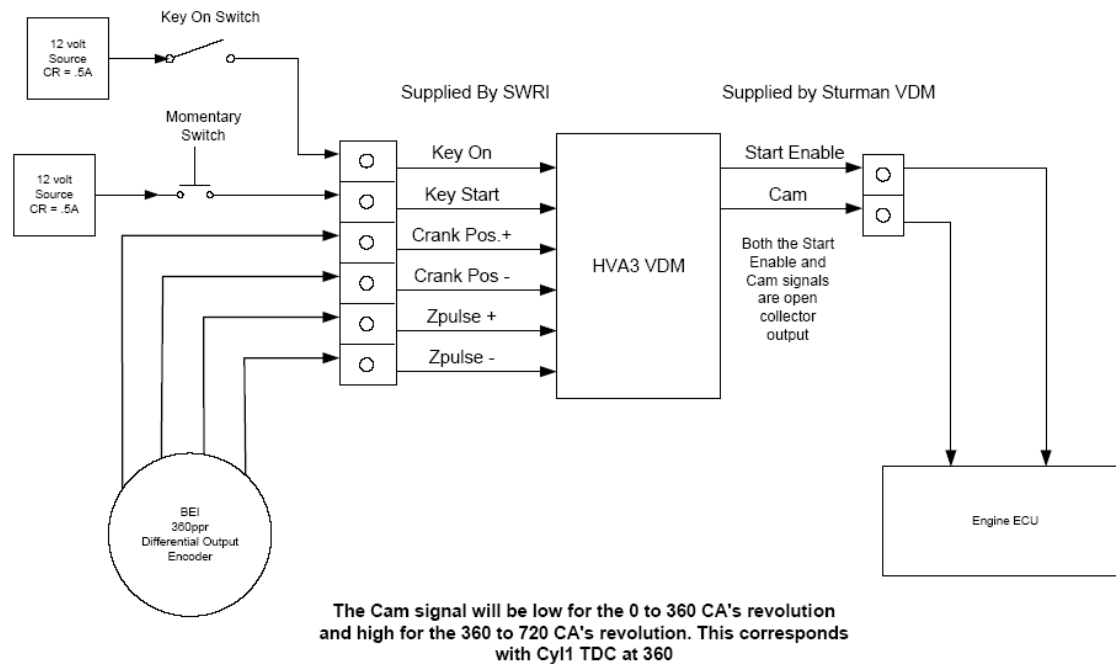 Key On Switch
12 volt
Source
CR = .5A
Momentary
Switch
12 volt
Source
CR = .5A
Supplied By SWRI
Supplied by Sturman VDM
Key On
Key Start
Crank Pos.+
Crank Pos -
Zpulse +
Zpulse -
HVA3 VDM
Start Enable
Cam
Both the Start
Enable and
Cam signals
are open
collector
output
BEI
360ppr
Differential Output
Encoder
Engine ECU
The Cam signal will be low for the 0 to 360 CA's revolution
and high for the 360 to 720 CA's revolution. This corresponds
with Cyl1 TDC at 360